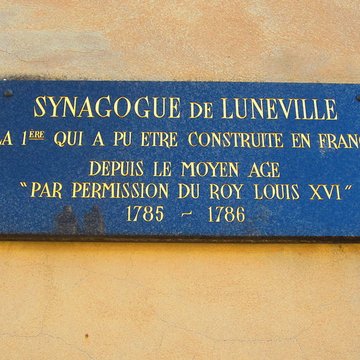 SYNAGOGUE DE LUNEVILLE
LA 1ÈRE QUI A PU ETRE CONSTRUITE EN FRANC
DEPUIS LE MOYEN AGE
"PAR PERMISSION DU ROY LOUIS XVI"
1785 ~ 1786